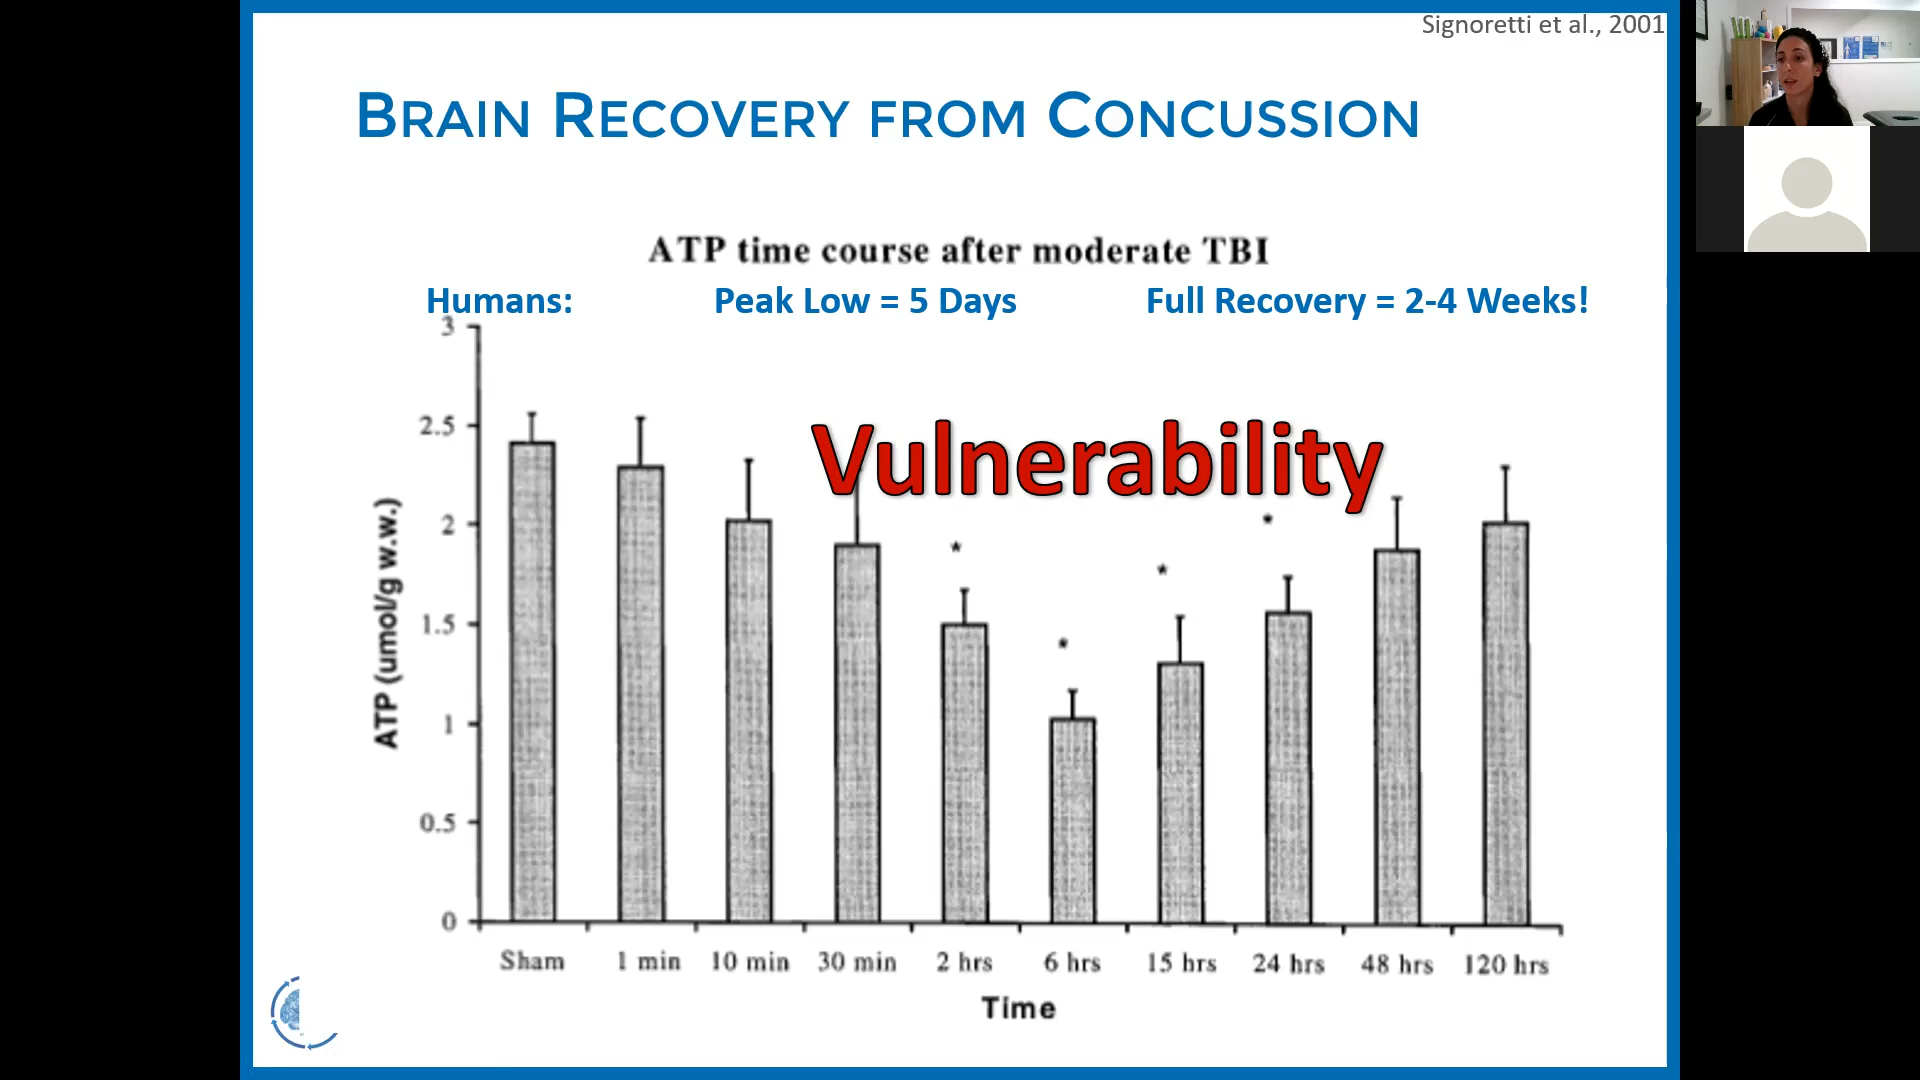 Signoretti et al., 2001
BRAIN RECOVERY FROM CONCUSSION
ATP time course after moderate TBI
Humans: Peak Low = 5 Days Full Recovery = 2-4 Weeks!
Vulnerability
3
2.5
2
1.5
1
0.5
0
ATP (umol/g w.w.)
* * * *
Sham 1 min 10 min 30 min 2 hrs 6 hrs 15 hrs 24 hrs 48 hrs 120 hrs
Time